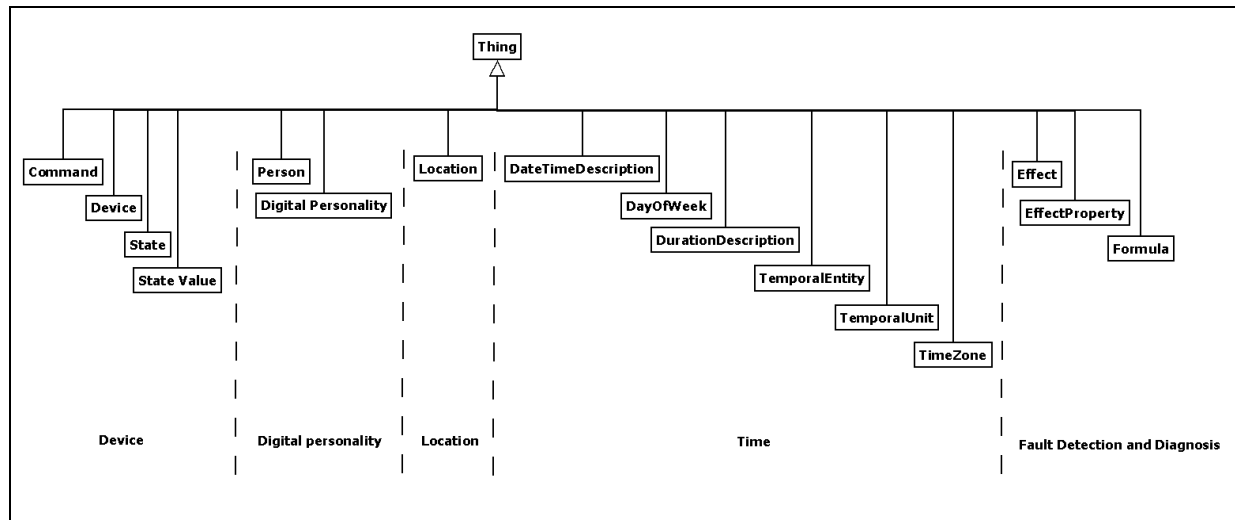 Thing
Command
Device
State
State Value
Person
Digital Personality
Location
DateTimeDescription
DayOfWeek
DurationDescription
TemporalEntity
TemporalUnit
TimeZone
Effect
EffectProperty
Formula
Device
Digital personality
Location
Time
Fault Detection and Diagnosis